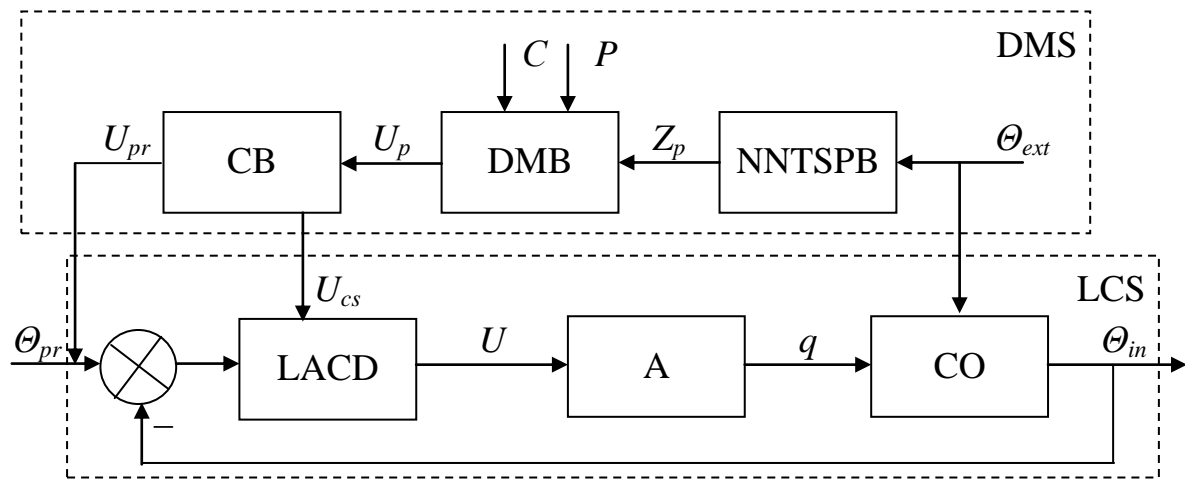 DMS
C P
U_pr CB U_p DMB Z_p NNTSPB Θ_ext
U_cs LCS
Θ_pr LACD U A q CO Θ_in
–